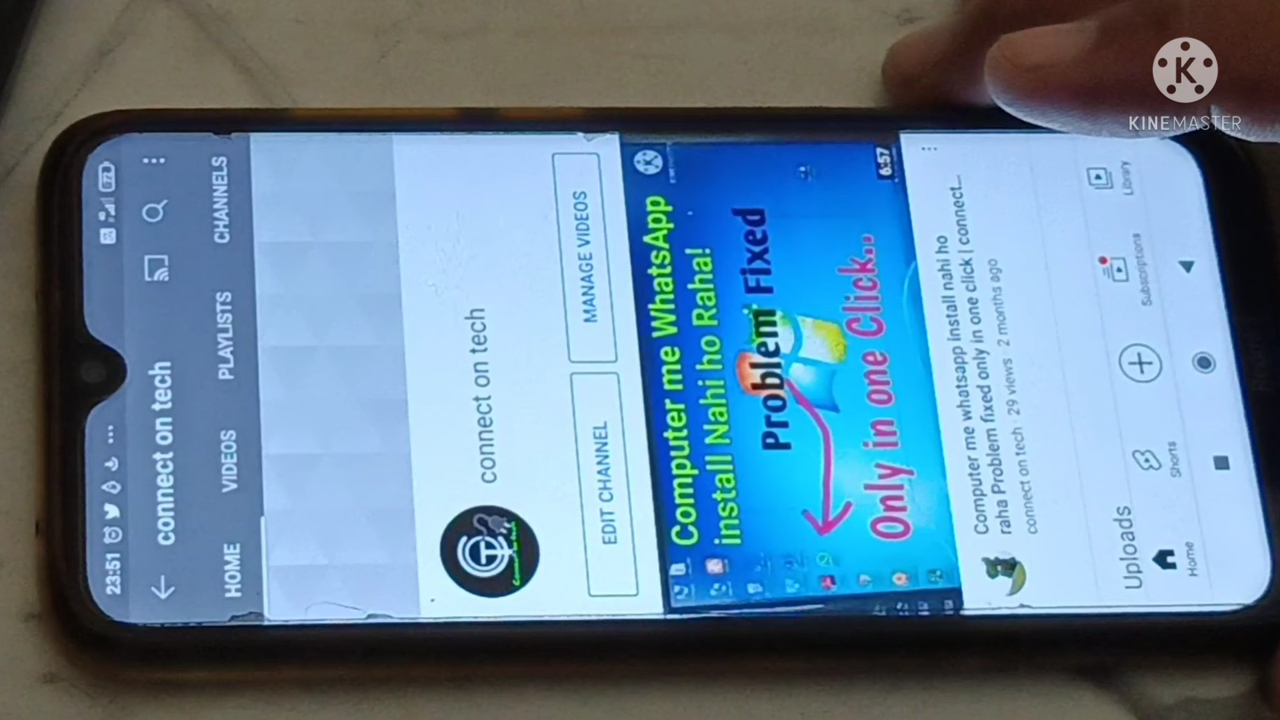 KINEMASTER
23:51
72
connect on tech
HOME VIDEOS PLAYLISTS CHANNELS
connect on tech
EDIT CHANNEL MANAGE VIDEOS
Computer me WhatsApp
install Nahi ho Raha!
Problem Fixed
Only in one Click..
6:57
Computer me whatsapp install nahi ho
raha Problem fixed only in one click | connect...
connect on tech · 29 views · 2 months ago
Uploads
Home Shorts Subscriptions Library